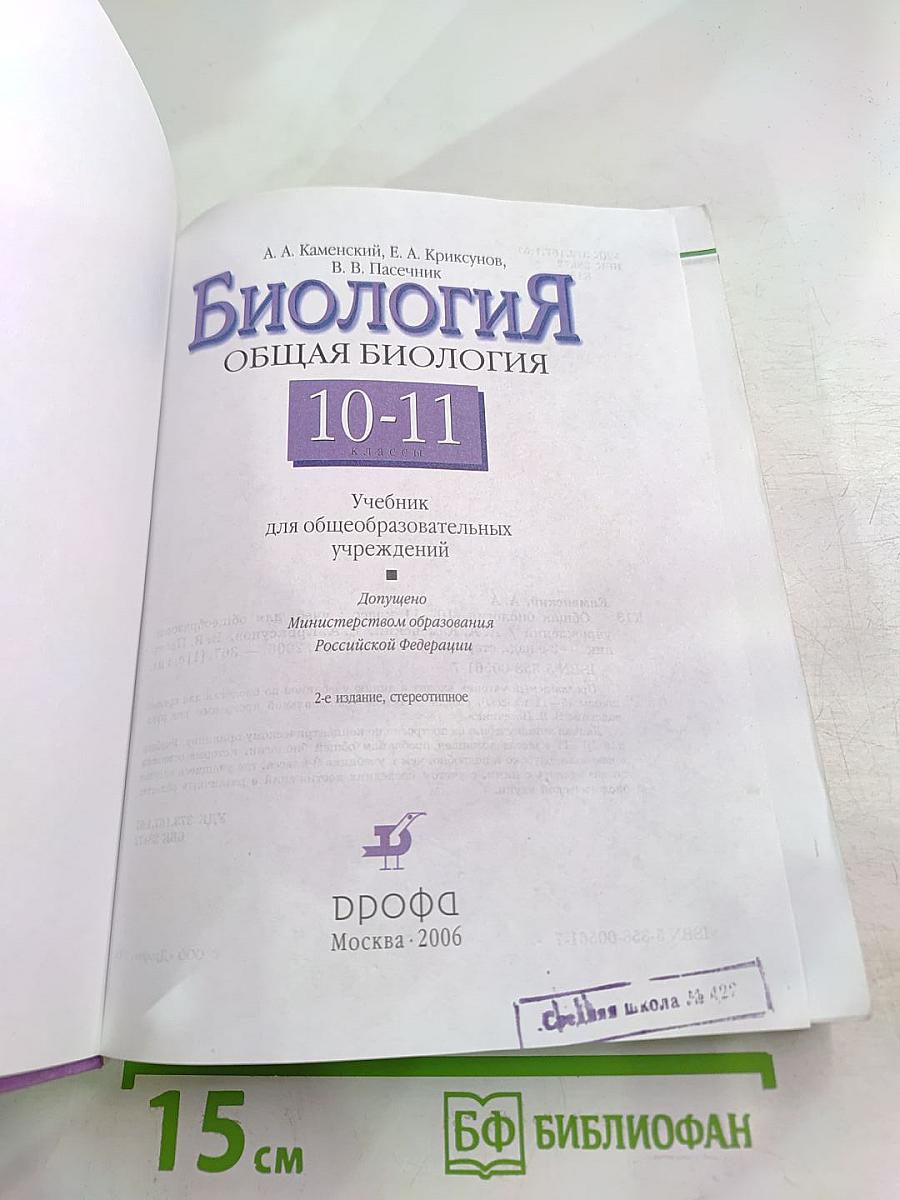 А. А. Каменский, Е. А. Криксунов,
В. В. Пасечник
БИОЛОГИЯ
ОБЩАЯ БИОЛОГИЯ
10-11
классы
Учебник
для общеобразовательных
учреждений
Допущено
Министерством образования
Российской Федерации
2-е издание, стереотипное
ДРОФА
Москва · 2006
Средняя школа №
15 см
БФ БИБЛИОФАН